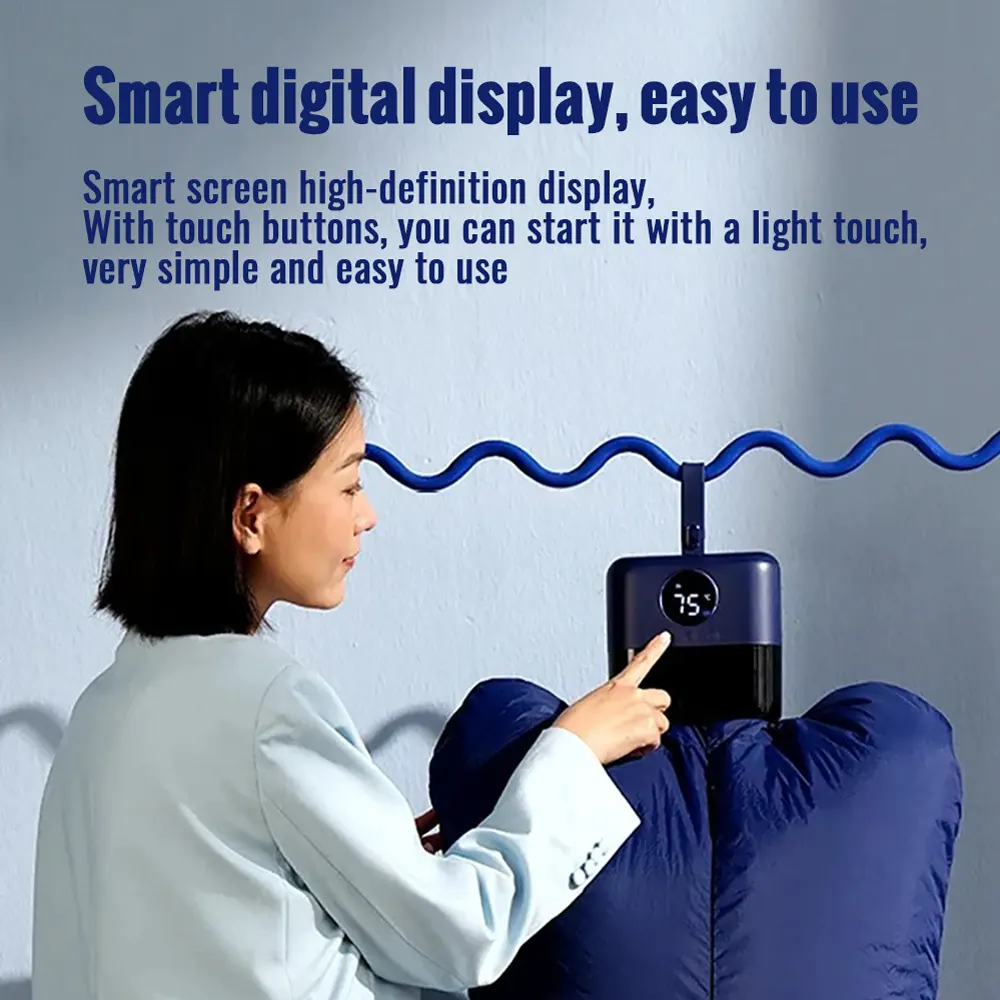 Smart digital display, easy to use
Smart screen high-definition display,
With touch buttons, you can start it with a light touch,
very simple and easy to use
75 °C